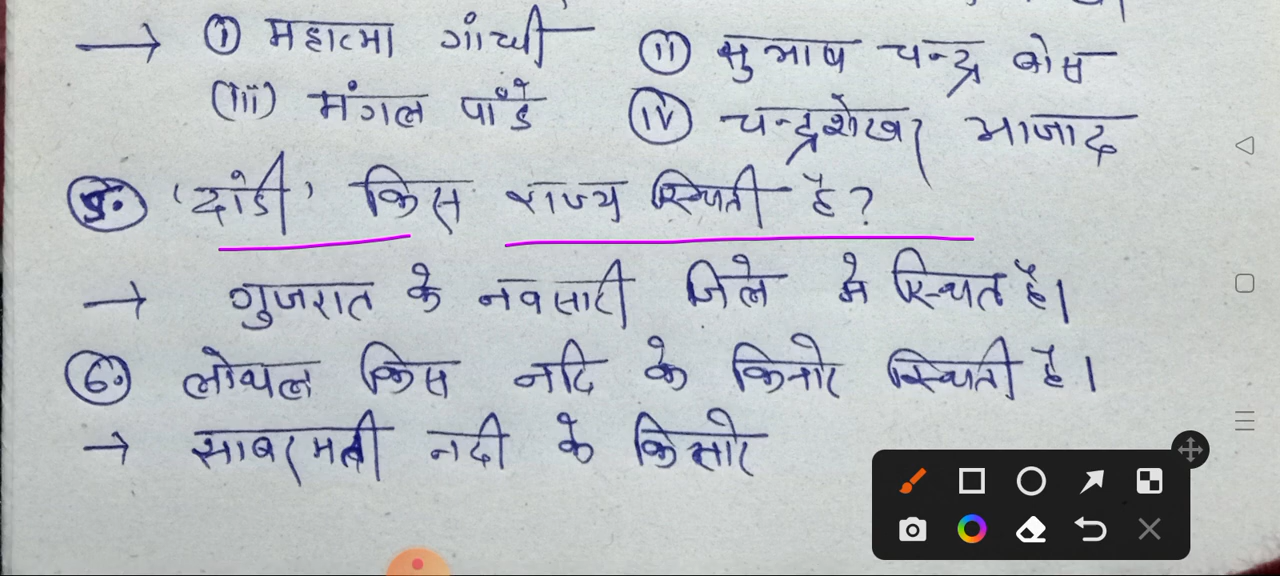 → (i) महात्मा गांधी (ii) सुभाष चन्द्र बोस
(iii) मंगल पांडे (iv) चन्द्रशेखर आजाद
5. 'दांडी' किस राज्य स्थिती है?
→ गुजरात के नवसारी जिले मे स्थित है।
6. लोथल किस नदि के किनारे स्थिती है।
→ साबरमती नदी के किनारे